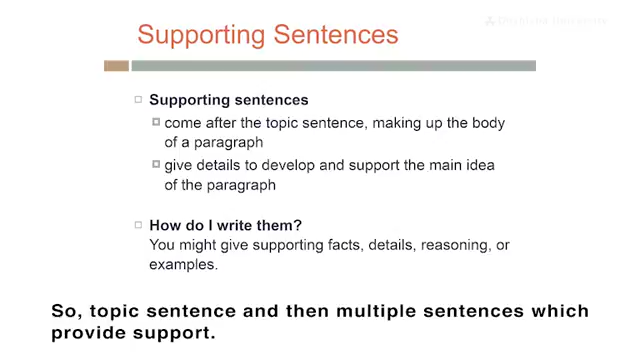 Supporting Sentences
Supporting sentences
come after the topic sentence, making up the body
of a paragraph
give details to develop and support the main idea
of the paragraph
How do I write them?
You might give supporting facts, details, reasoning, or
examples.
So, topic sentence and then multiple sentences which
provide support.